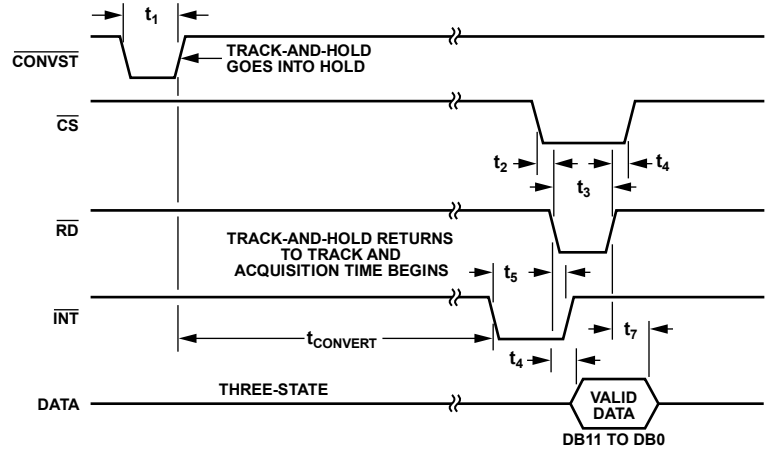 t1
CONVST
TRACK-AND-HOLD
GOES INTO HOLD
CS
t2
t4
t3
RD
TRACK-AND-HOLD RETURNS
TO TRACK AND
ACQUISITION TIME BEGINS
t5
INT
tCONVERT
t7
t4
THREE-STATE
DATA
VALID
DATA
DB11 TO DB0